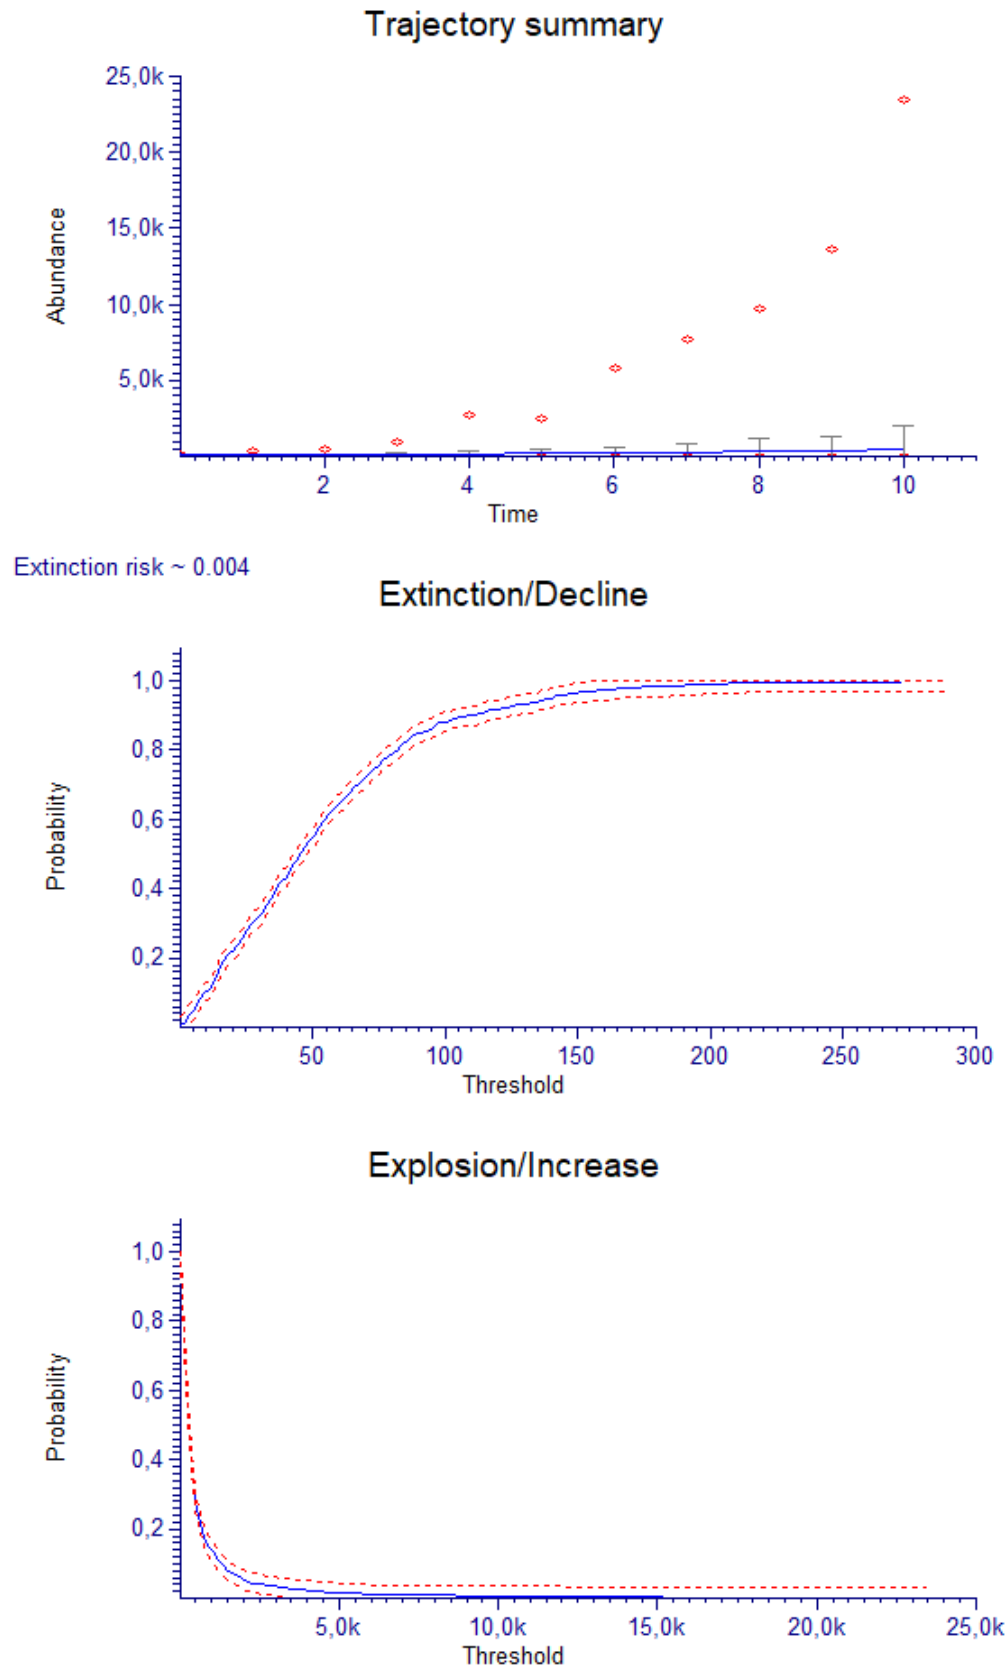 Trajectory summary
25,0k
20,0k
15,0k
10,0k
5,0k
Abundance
2 4 6 8 10
Time
Extinction risk ~ 0.004
Extinction/Decline
1,0
0,8
0,6
0,4
0,2
Probability
50 100 150 200 250 300
Threshold
Explosion/Increase
1,0
0,8
0,6
0,4
0,2
Probability
5,0k 10,0k 15,0k 20,0k 25,0k
Threshold